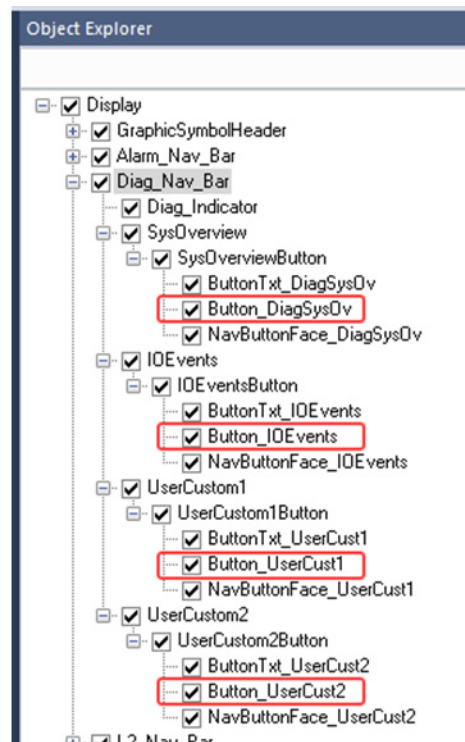 Object Explorer
Display
GraphicSymbolHeader
Alarm_Nav_Bar
Diag_Nav_Bar
Diag_Indicator
SysOverview
SysOverviewButton
ButtonTxt_DiagSysOv
Button_DiagSysOv
NavButtonFace_DiagSysOv
IOEvents
IOEventsButton
ButtonTxt_IOEvents
Button_IOEvents
NavButtonFace_IOEvents
UserCustom1
UserCustom1Button
ButtonTxt_UserCust1
Button_UserCust1
NavButtonFace_UserCust1
UserCustom2
UserCustom2Button
ButtonTxt_UserCust2
Button_UserCust2
NavButtonFace_UserCust2
L2_Nav_Bar